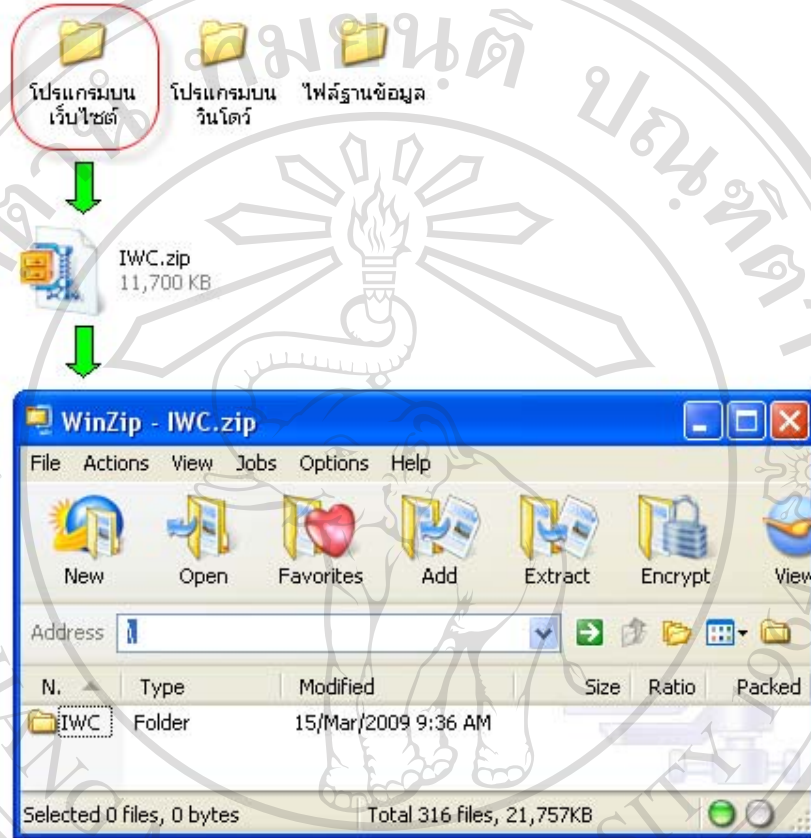 โปรแกรมบน
เว็บไซต์
โปรแกรมบน
วินโดว์
ไฟล์ฐานข้อมูล
IWC.zip
11,700 KB
WinZip - IWC.zip
File Actions View Jobs Options Help
New Open Favorites Add Extract Encrypt View
Address \
N. Type Modified Size Ratio Packed
IWC Folder 15/Mar/2009 9:36 AM
Selected 0 files, 0 bytes Total 316 files, 21,757KB